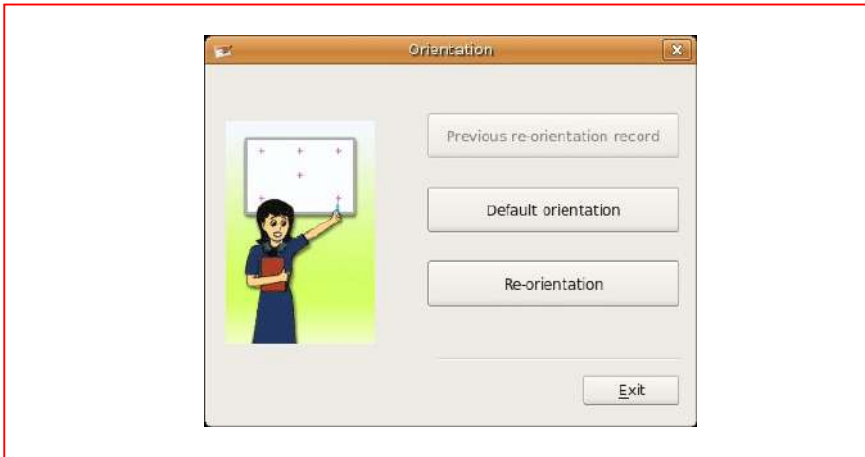 Orientation
Previous re-orientation record
Default orientation
Re-orientation
Exit